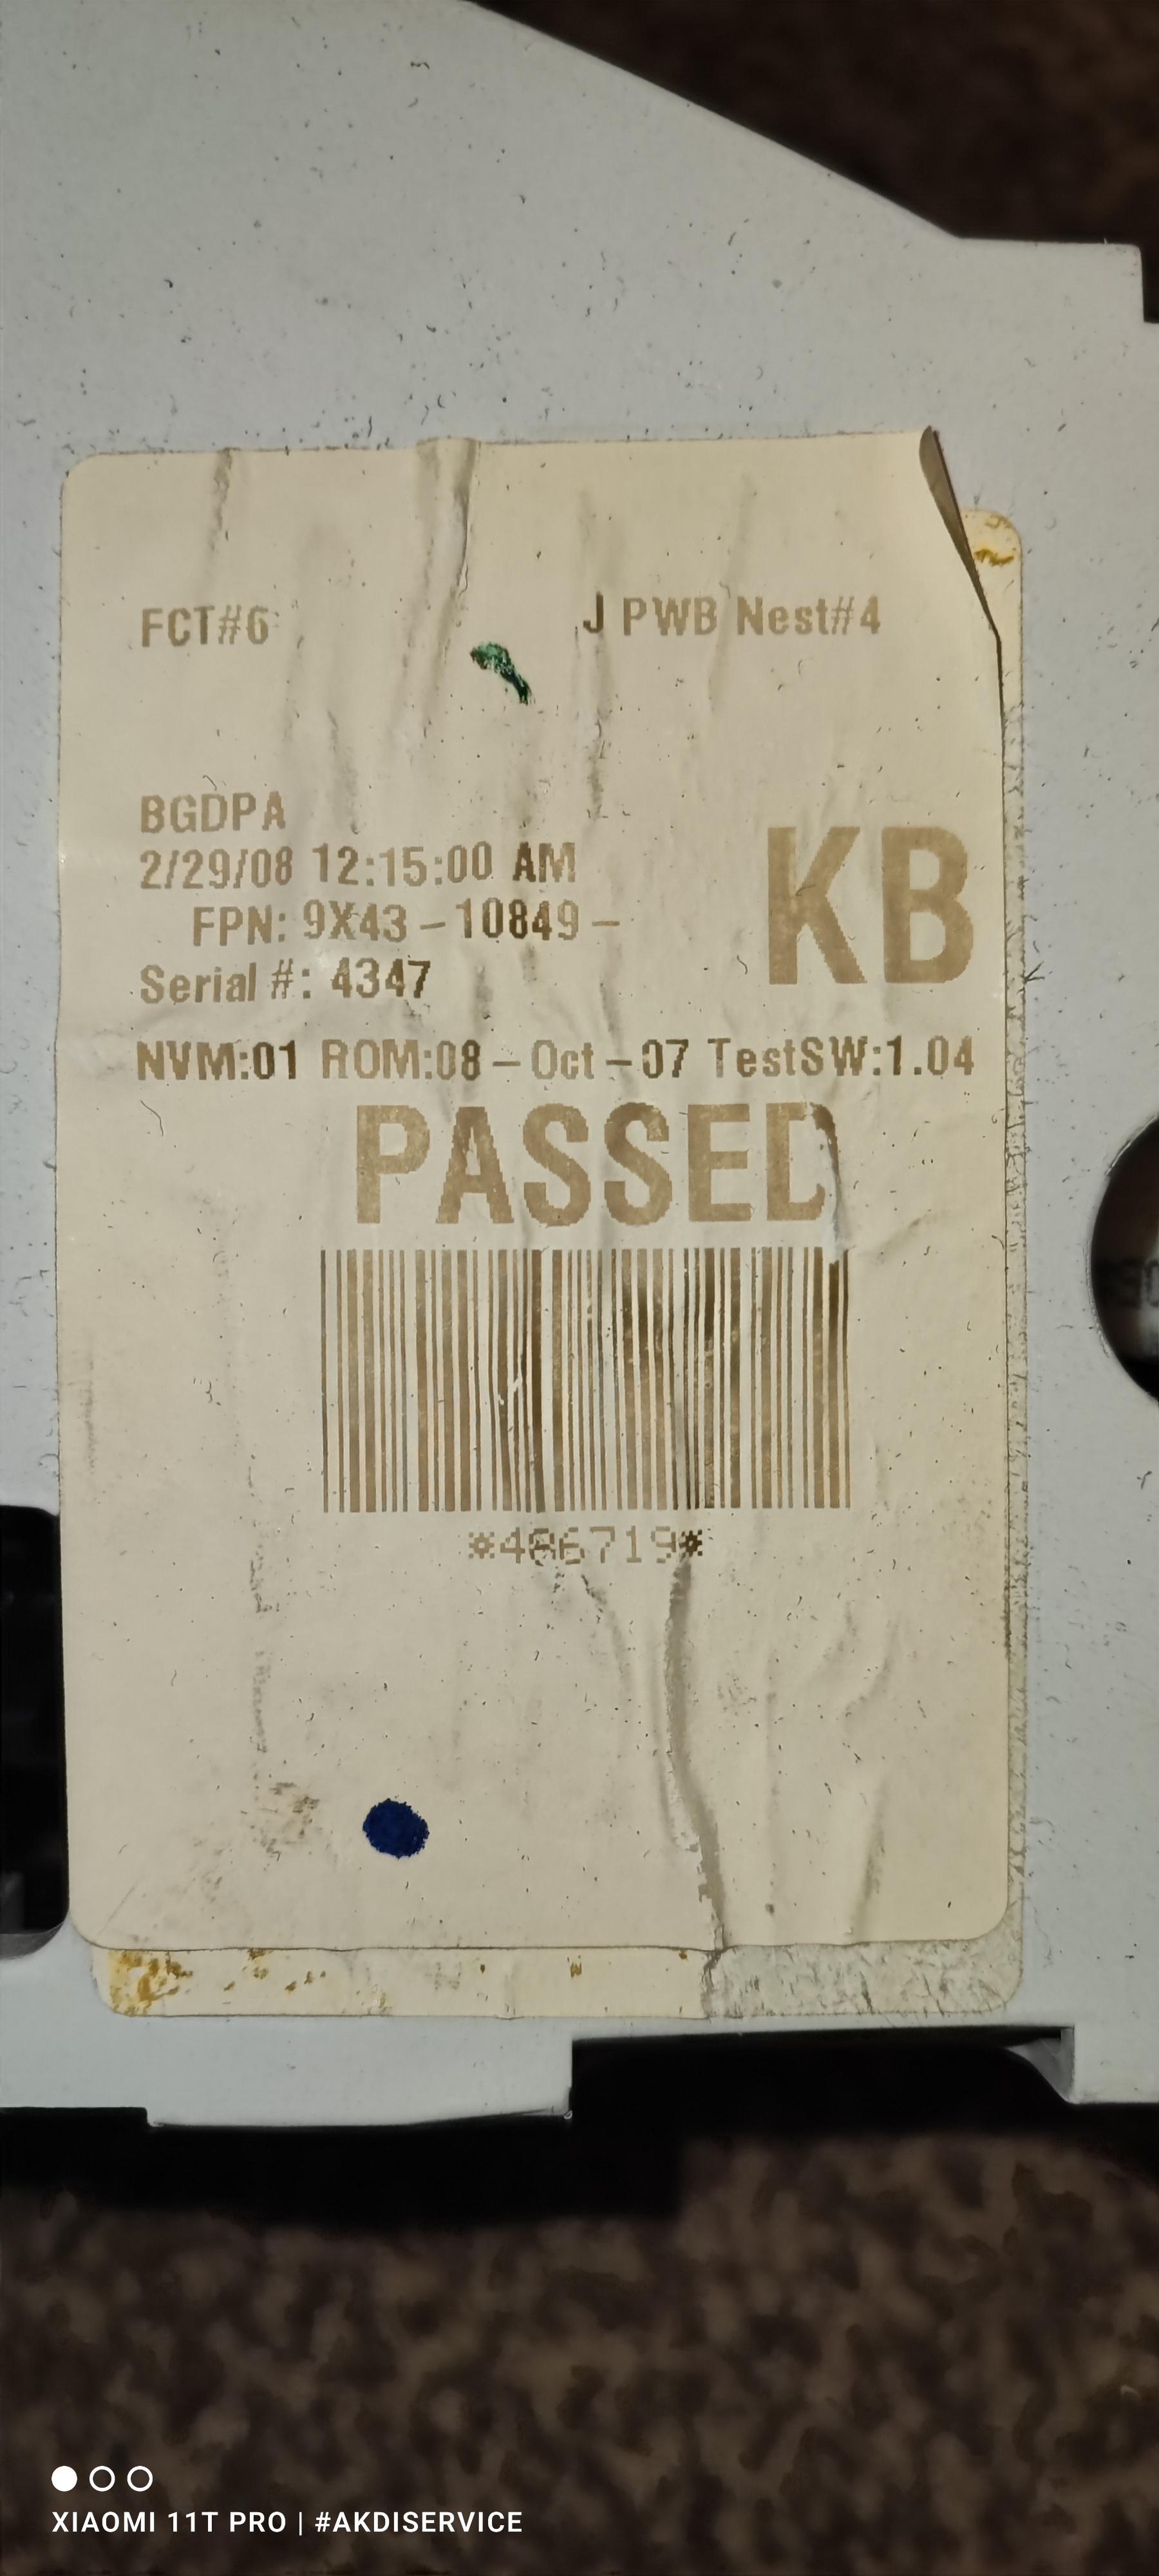 FCT#6 J PWB Nest#4
BGDPA
2/29/08 12:15:00 AM
FPN: 9X43-10849-
KB
Serial #: 4347
NVM:01 ROM:08-Oct-07 TestSW:1.04
PASSED
*486719*
XIAOMI 11T PRO | #AKDISERVICE